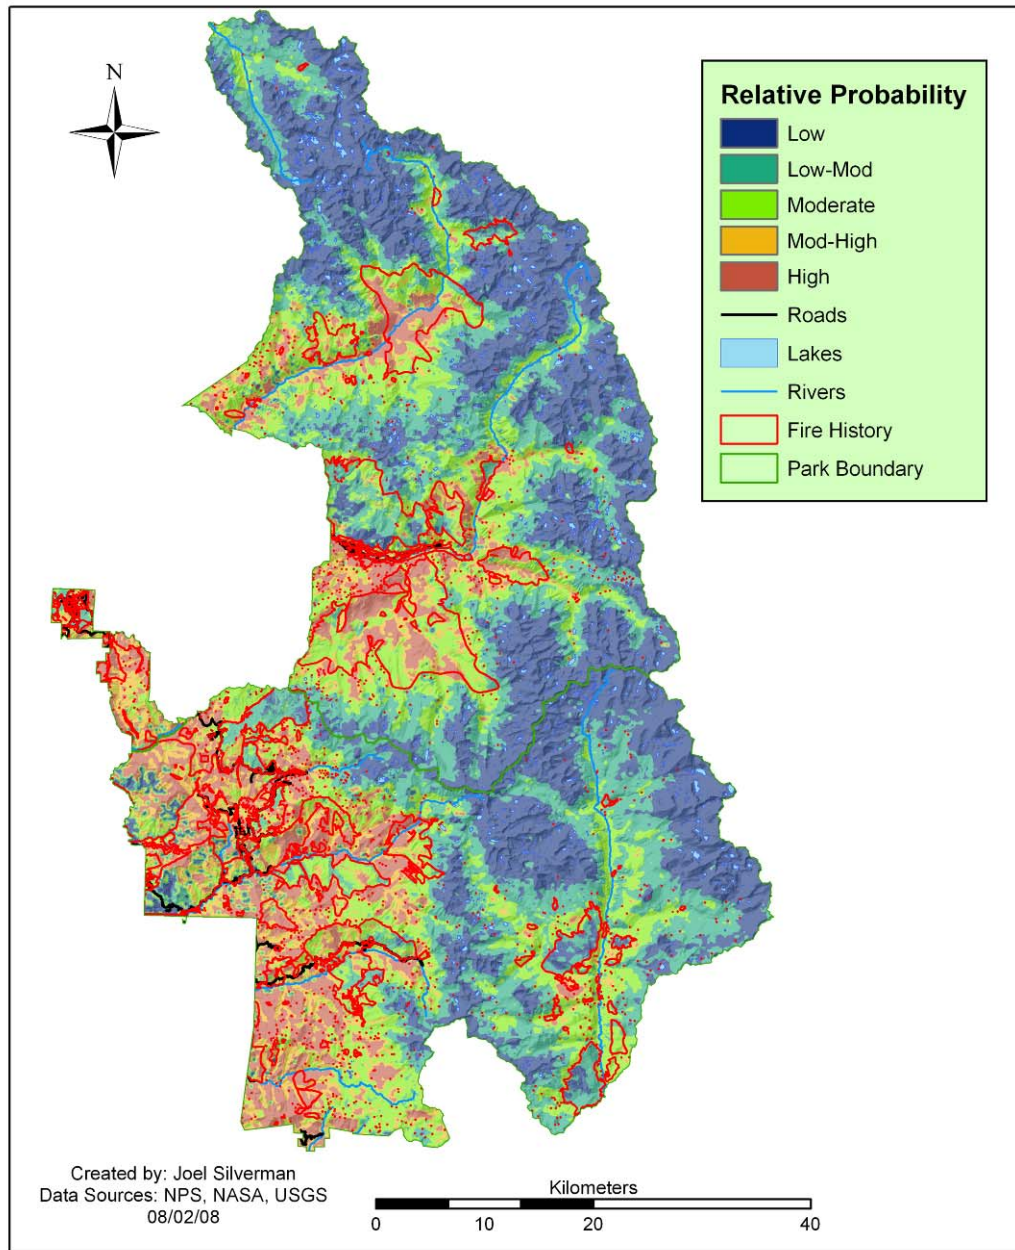 N
Relative Probability
Low
Low-Mod
Moderate
Mod-High
High
Roads
Lakes
Rivers
Fire History
Park Boundary
Created by: Joel Silverman
Data Sources: NPS, NASA, USGS
08/02/08
Kilometers
0 10 20 40